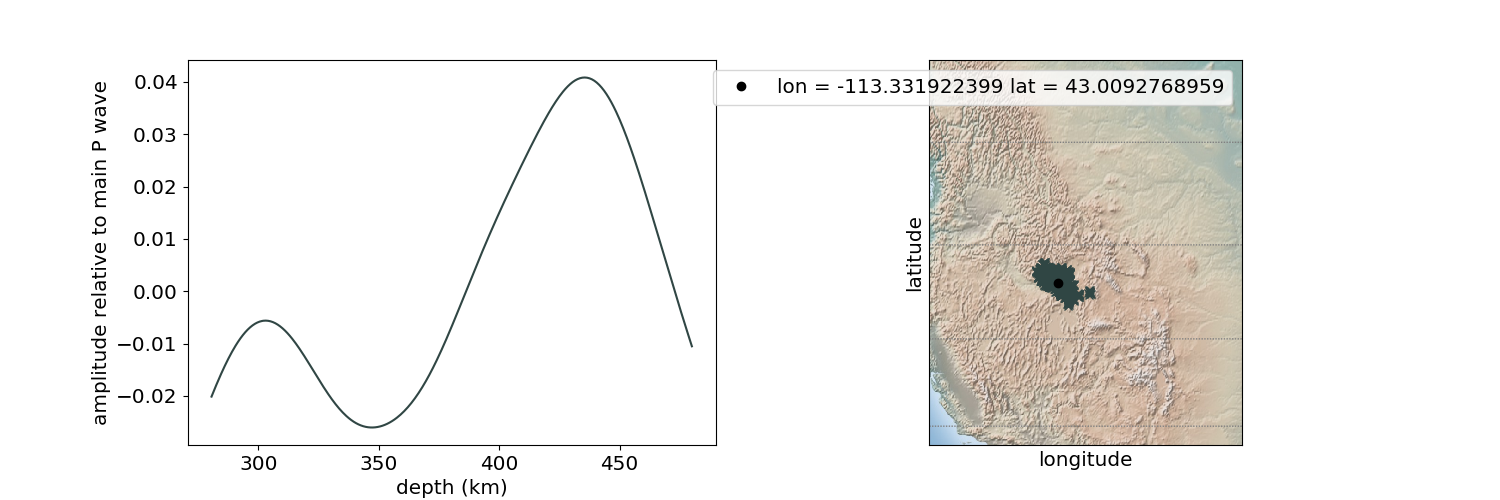 amplitude relative to main P wave
0.04
0.03
0.02
0.01
0.00
−0.01
−0.02
300 350 400 450
depth (km)
lon = -113.331922399 lat = 43.0092768959
latitude
longitude